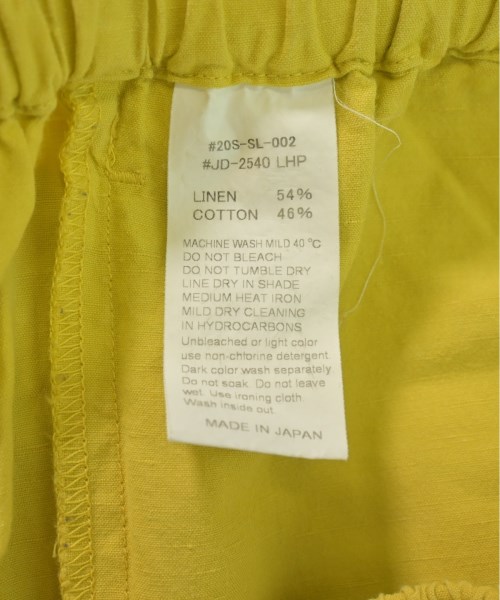 #20S-SL-002
#JD-2540 LHP
LINEN 54%
COTTON 46%
MACHINE WASH MILD 40 °C
DO NOT BLEACH
DO NOT TUMBLE DRY
LINE DRY IN SHADE
MEDIUM HEAT IRON
MILD DRY CLEANING
IN HYDROCARBONS
Unbleached or light color
use non-chlorine detergent.
Dark color wash separately.
Do not soak. Do not leave
wet. Use ironing cloth.
Wash inside out.
MADE IN JAPAN